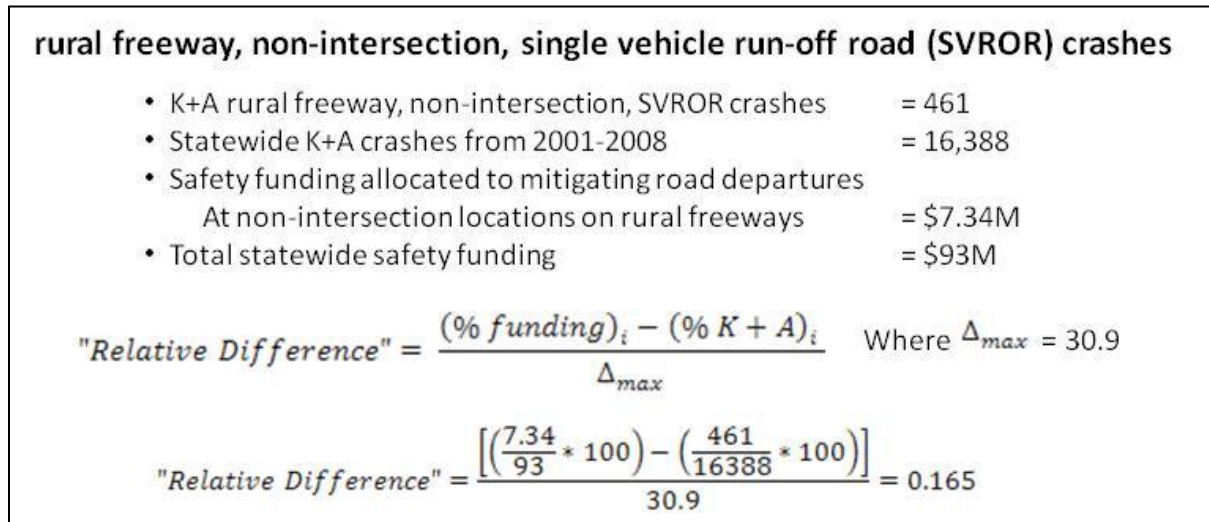 rural freeway, non-intersection, single vehicle run-off road (SVROR) crashes
• K+A rural freeway, non-intersection, SVROR crashes = 461
• Statewide K+A crashes from 2001-2008 = 16,388
• Safety funding allocated to mitigating road departures
At non-intersection locations on rural freeways = $7.34M
• Total statewide safety funding = $93M
"Relative Difference" = ((% funding)ᵢ − (% K + A)ᵢ) / Δmax Where Δmax = 30.9
"Relative Difference" = [((7.34/93) * 100) − ((461/16388) * 100)] / 30.9 = 0.165